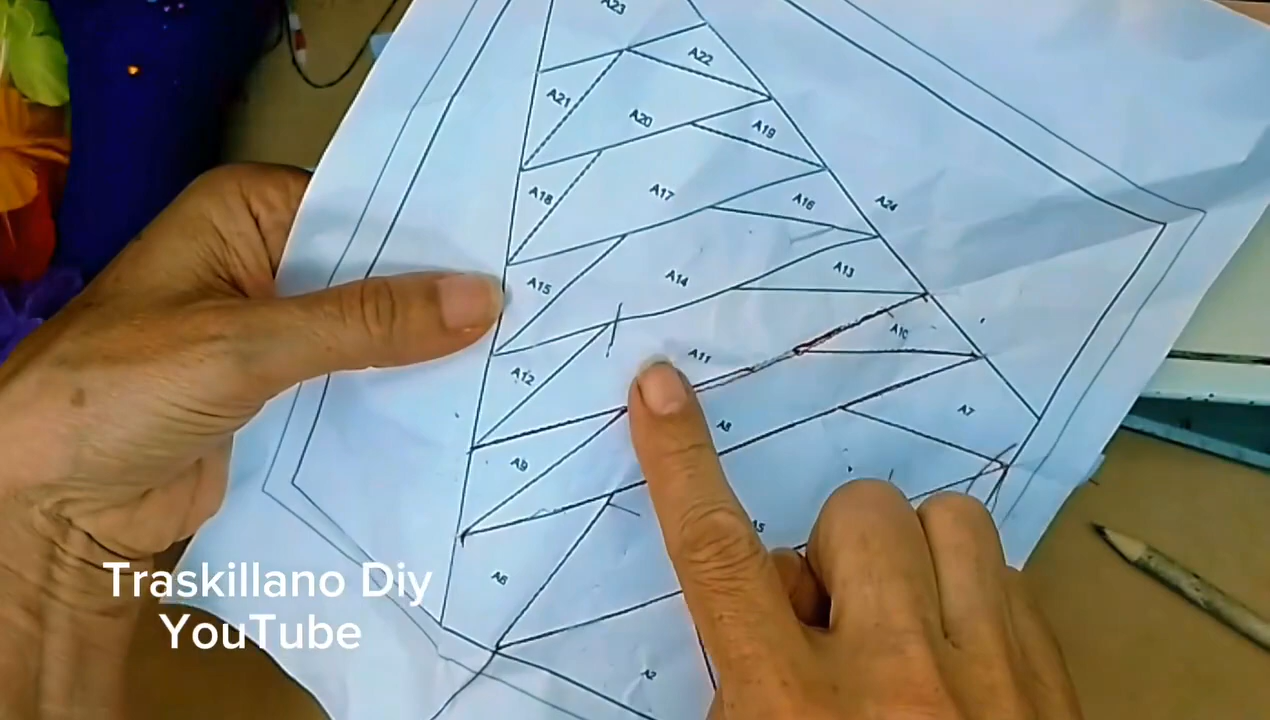 A23
A22
A21
A20
A19
A18
A17
A16
A24
A15
A14
A13
A12
A11
A10
A9
A8
A7
A6
A5
A2
Traskillano Diy
YouTube